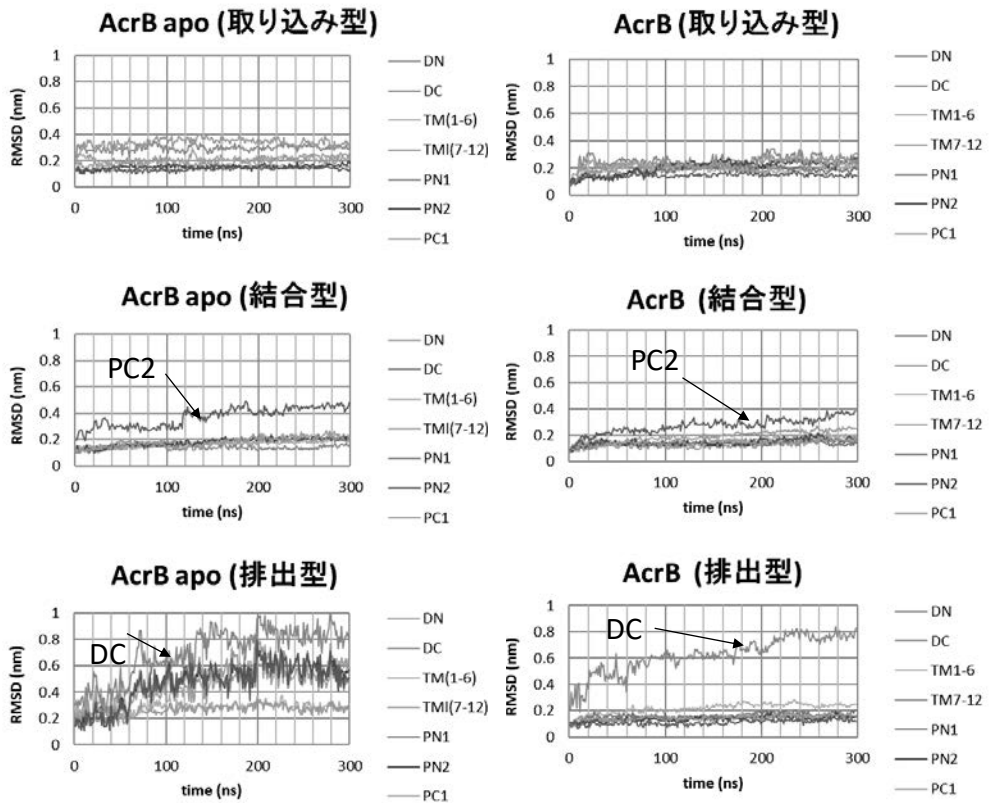 AcrB apo (取り込み型)
RMSD (nm)
1
0.8
0.6
0.4
0.2
0
0
100
200
300
time (ns)
DN
DC
TM(1-6)
TMI(7-12)
PN1
PN2
PC1
AcrB (取り込み型)
RMSD (nm)
1
0.8
0.6
0.4
0.2
0
0
100
200
300
time (ns)
DN
DC
TM1-6
TM7-12
PN1
PN2
PC1
AcrB apo (結合型)
RMSD (nm)
1
0.8
0.6
0.4
0.2
0
PC2
0
100
200
300
time (ns)
DN
DC
TM(1-6)
TMI(7-12)
PN1
PN2
PC1
AcrB (結合型)
RMSD (nm)
1
0.8
0.6
0.4
0.2
0
PC2
0
100
200
300
time (ns)
DN
DC
TM1-6
TM7-12
PN1
PN2
PC1
AcrB apo (排出型)
RMSD (nm)
1
0.8
0.6
0.4
0.2
0
DC
0
100
200
300
time (ns)
DN
DC
TM(1-6)
TMI(7-12)
PN1
PN2
PC1
AcrB (排出型)
RMSD (nm)
1
0.8
0.6
0.4
0.2
0
DC
0
100
200
300
time (ns)
DN
DC
TM1-6
TM7-12
PN1
PN2
PC1